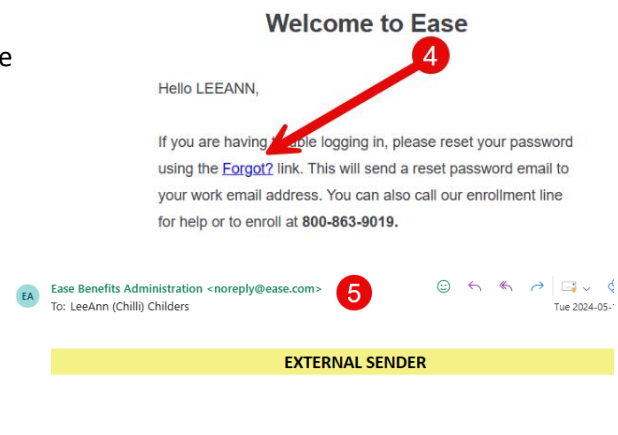 Welcome to Ease
e
4
Hello LEEANN,
If you are having ble logging in, please reset your password
using the Forgot? link. This will send a reset password email to
your work email address. You can also call our enrollment line
for help or to enroll at 800-863-9019.
EA
Ease Benefits Administration <noreply@ease.com>
5
To: LeeAnn (Chilli) Childers
Tue 2024-05-
EXTERNAL SENDER